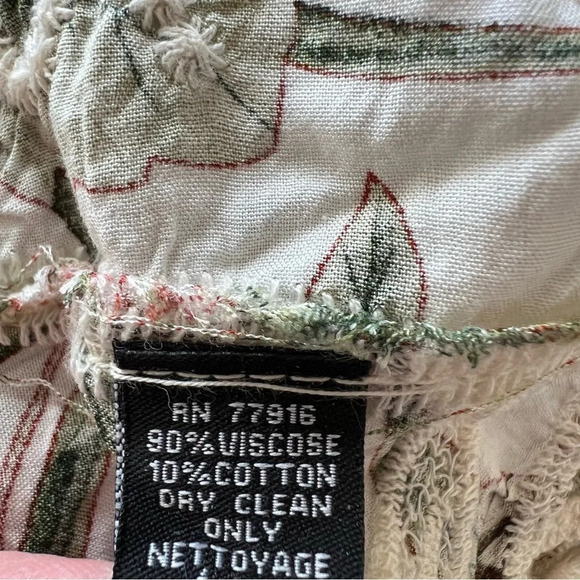 RN 77916
90%VISCOSE
10%COTTON
DRY CLEAN
ONLY
NETTOYAGE